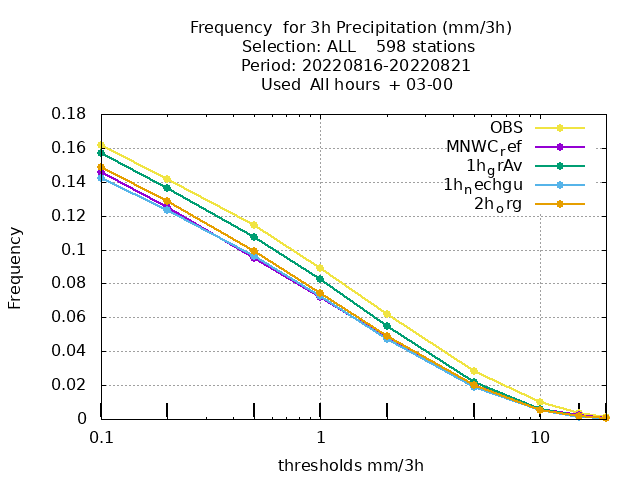 Frequency  for 3h Precipitation (mm/3h)
Selection: ALL    598 stations
Period: 20220816-20220821
Used  All hours  + 03-00
OBS
MNWC_ref
1h_grAv
1h_nechgu
2h_org
0.18
0.16
0.14
0.12
0.1
0.08
0.06
0.04
0.02
0
Frequency
0.1
1
10
thresholds mm/3h